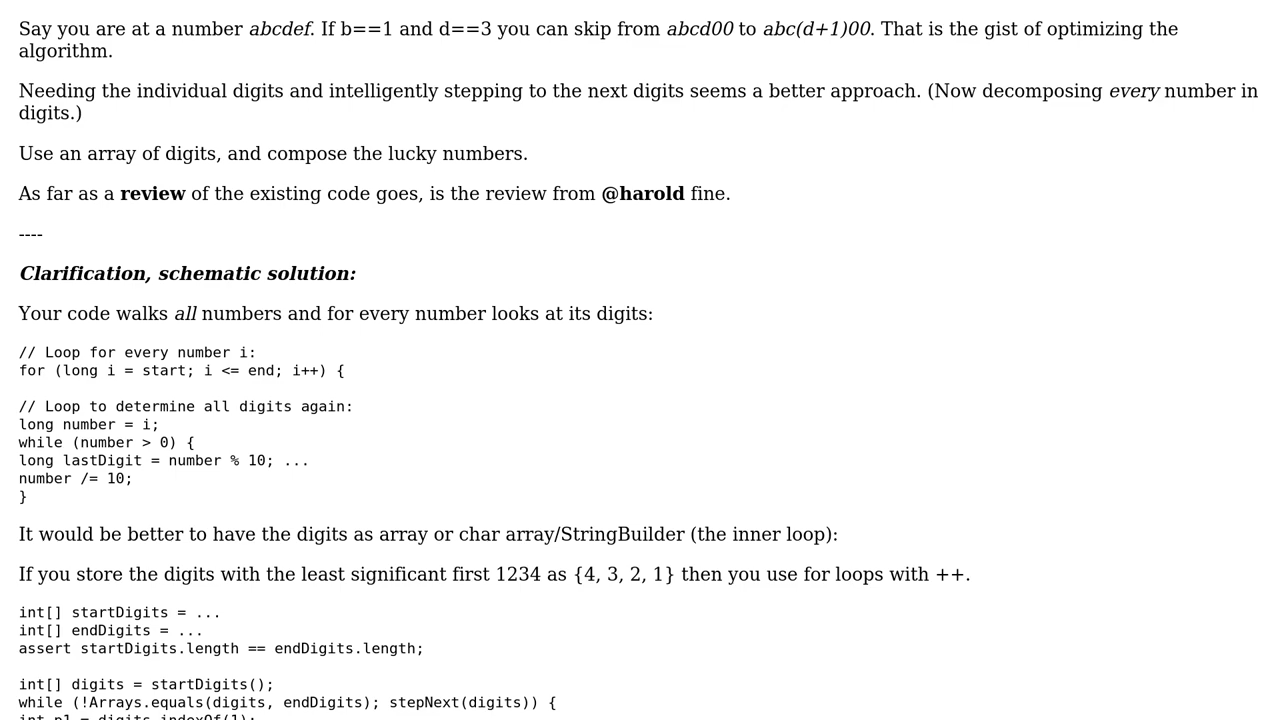 Say you are at a number abcdef. If b==1 and d==3 you can skip from abcd00 to abc(d+1)00. That is the gist of optimizing the
algorithm.
Needing the individual digits and intelligently stepping to the next digits seems a better approach. (Now decomposing every number in
digits.)
Use an array of digits, and compose the lucky numbers.
As far as a review of the existing code goes, is the review from @harold fine.
----
Clarification, schematic solution:
Your code walks all numbers and for every number looks at its digits:
// Loop for every number i:
for (long i = start; i <= end; i++) {
// Loop to determine all digits again:
long number = i;
while (number > 0) {
long lastDigit = number % 10; ...
number /= 10;
}
It would be better to have the digits as array or char array/StringBuilder (the inner loop):
If you store the digits with the least significant first 1234 as {4, 3, 2, 1} then you use for loops with ++.
int[] startDigits = ...
int[] endDigits = ...
assert startDigits.length == endDigits.length;
int[] digits = startDigits();
while (!Arrays.equals(digits, endDigits); stepNext(digits)) {
int p1 = digits.indexOf(1);